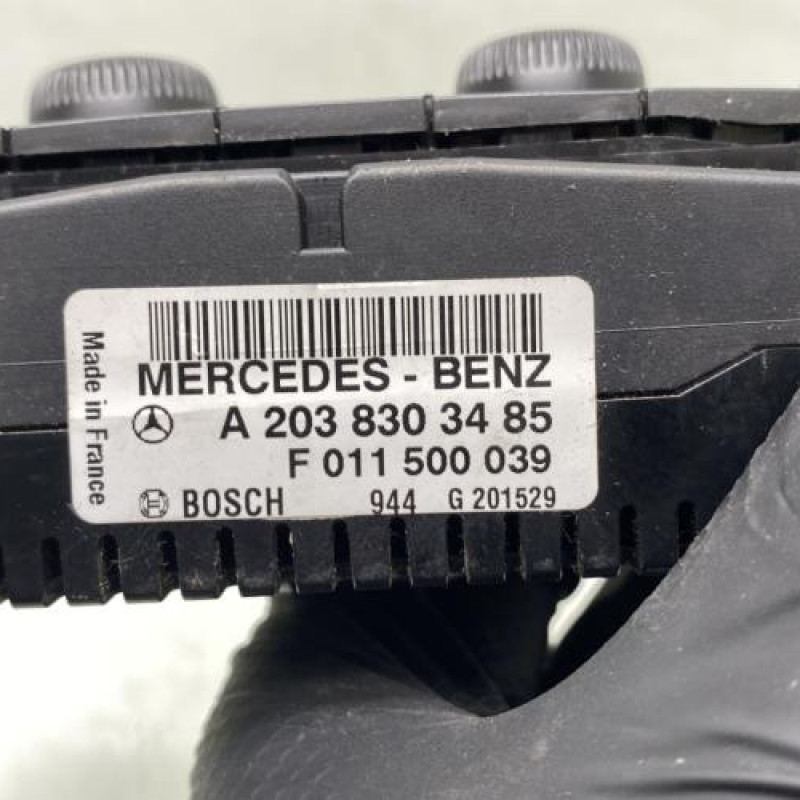 Made in France
MERCEDES - BENZ
A 203 830 34 85
F 011 500 039
BOSCH 944 G 201529